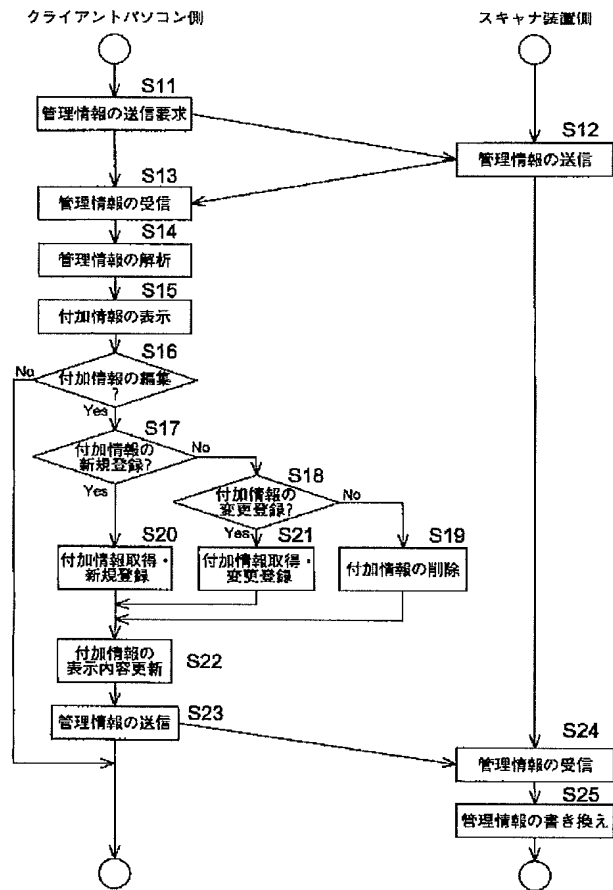 クライアントパソコン側
スキャナ装置側
S11
管理情報の送信要求
S12
管理情報の送信
S13
管理情報の受信
S14
管理情報の解析
S15
付加情報の表示
S16
No
付加情報の編集
?
Yes
S17
付加情報の
新規登録?
No
Yes
S18
付加情報の
変更登録?
No
Yes
S20
付加情報取得・
新規登録
S21
付加情報取得・
変更登録
S19
付加情報の削除
付加情報の
表示内容更新
S22
管理情報の送信
S23
S24
管理情報の受信
S25
管理情報の書き換え